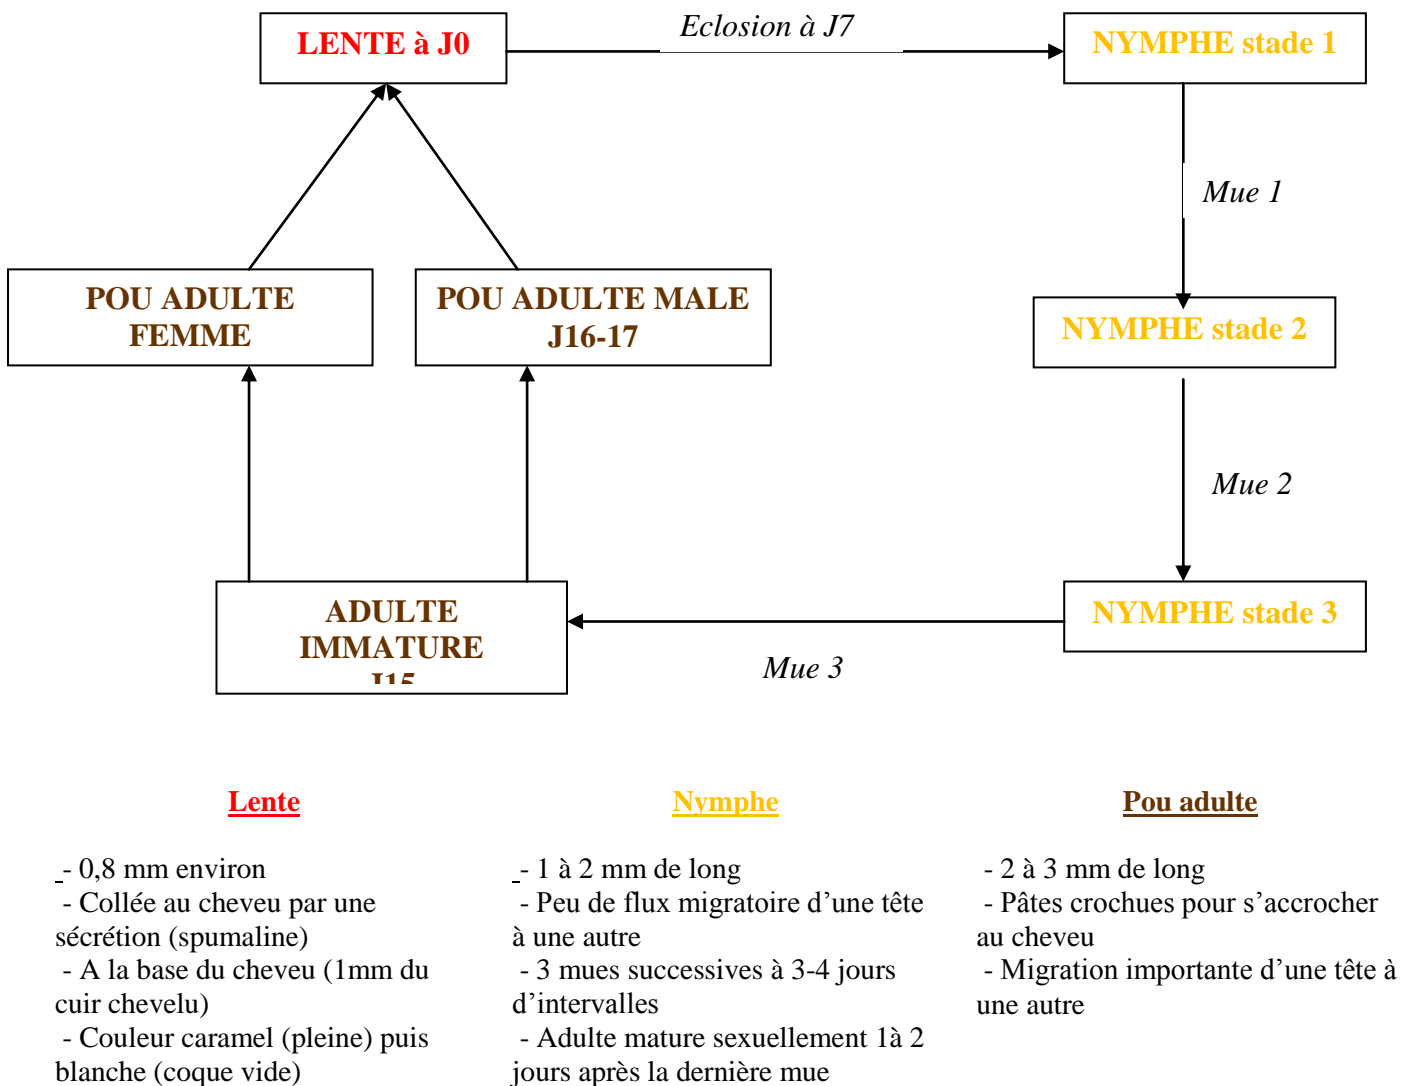 LENTE à J0
Eclosion à J7
NYMPHE stade 1
Mue 1
POU ADULTE
FEMME
POU ADULTE MALE
J16-17
NYMPHE stade 2
Mue 2
ADULTE
IMMATURE
J15
NYMPHE stade 3
Mue 3
Lente
- 0,8 mm environ
- Collée au cheveu par une
sécrétion (spumaline)
- A la base du cheveu (1mm du
cuir chevelu)
- Couleur caramel (pleine) puis
blanche (coque vide)
Nymphe
- 1 à 2 mm de long
- Peu de flux migratoire d’une tête
à une autre
- 3 mues successives à 3-4 jours
d’intervalles
- Adulte mature sexuellement 1à 2
jours après la dernière mue
Pou adulte
- 2 à 3 mm de long
- Pâtes crochues pour s’accrocher
au cheveu
- Migration importante d’une tête à
une autre